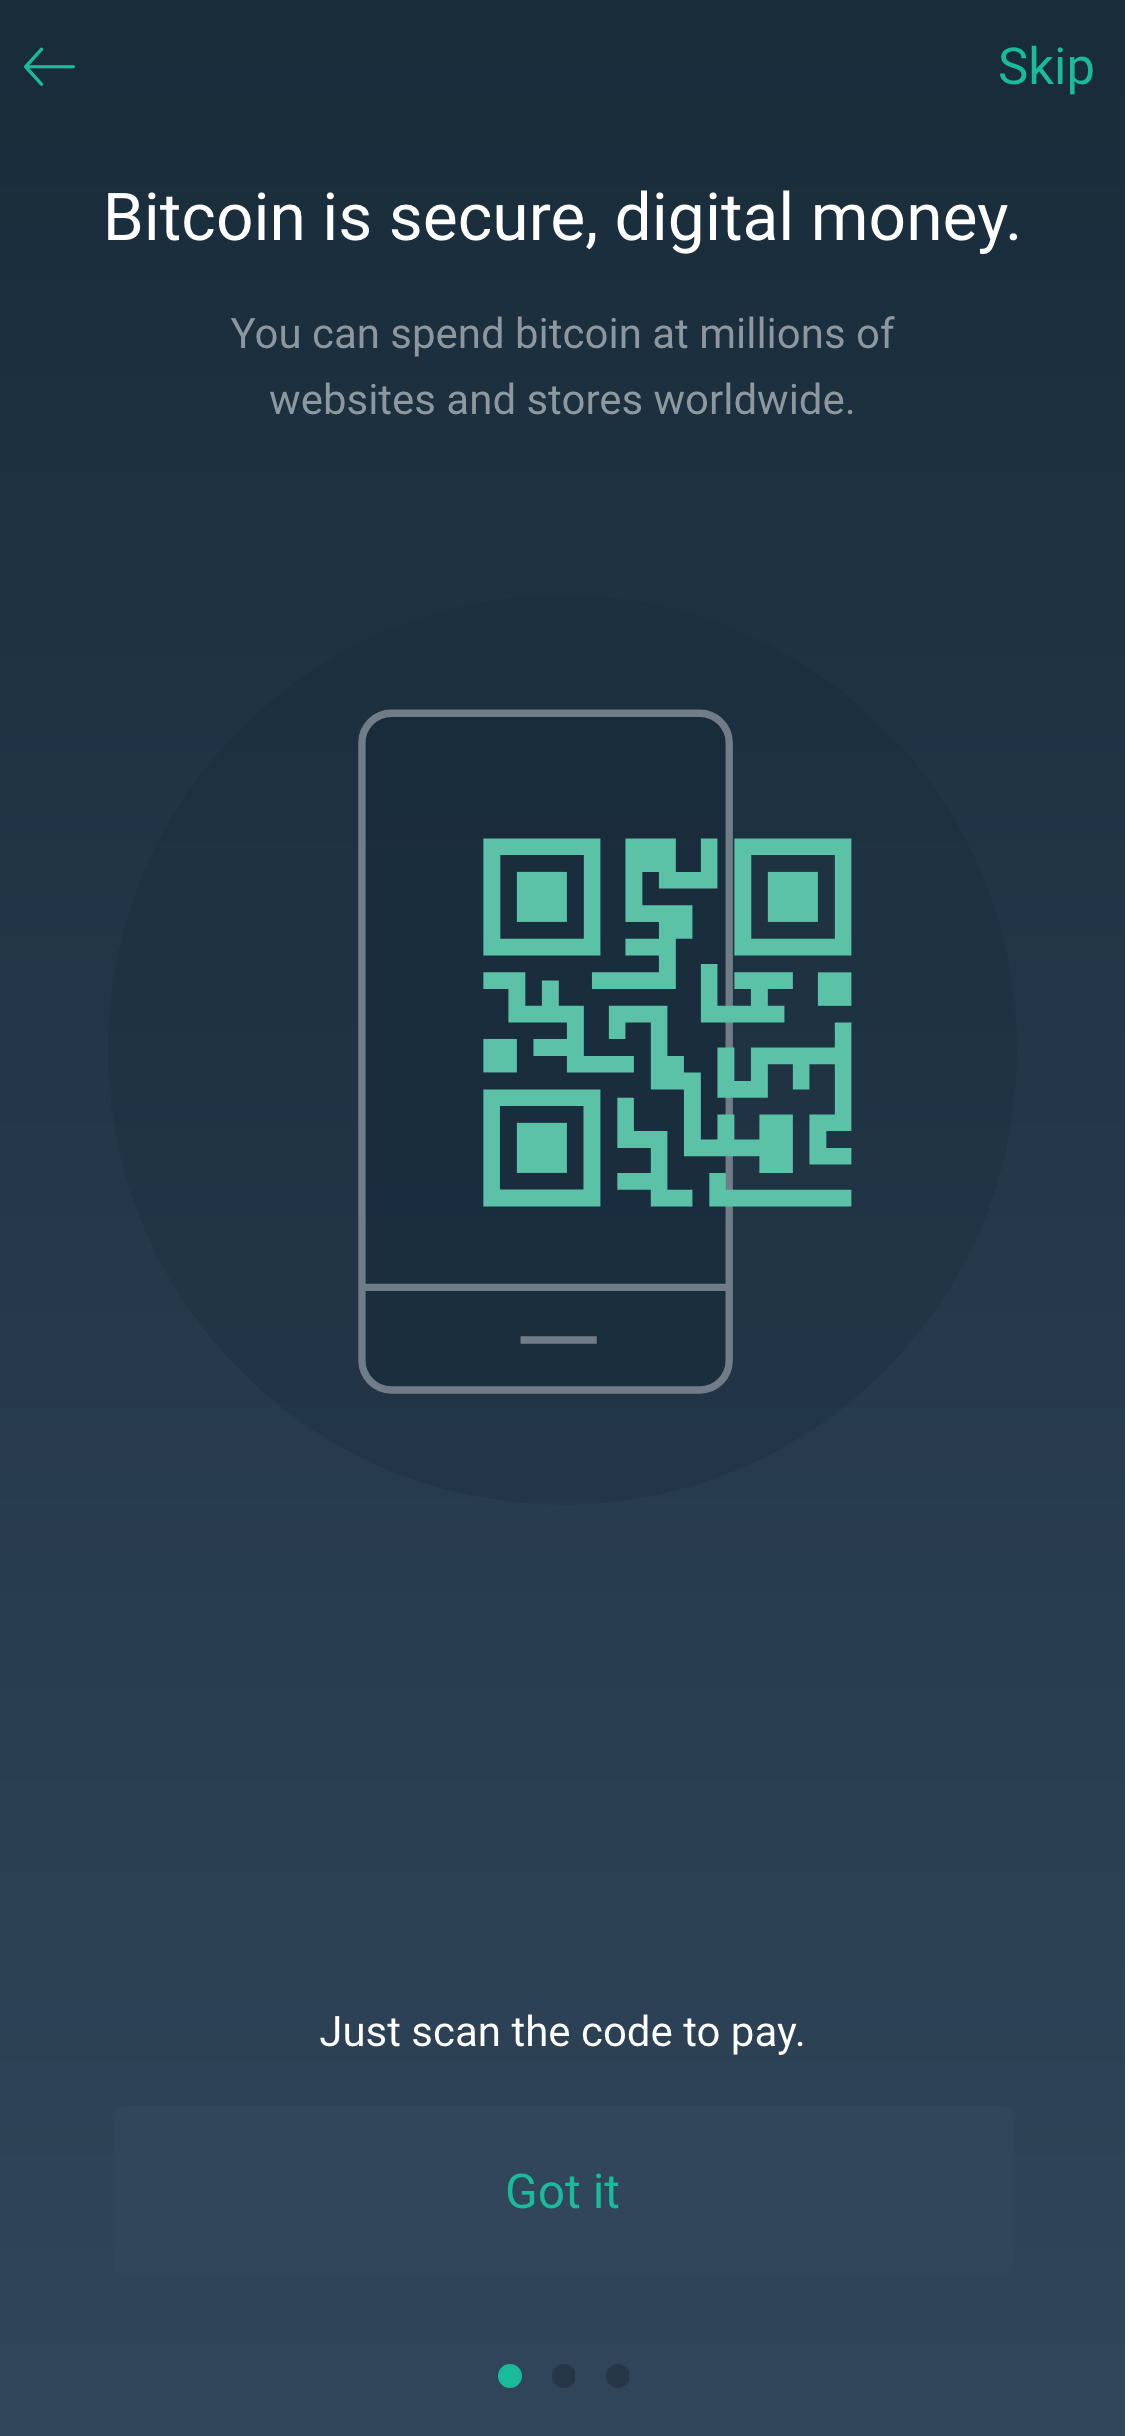 Skip
Bitcoin is secure, digital money.
You can spend bitcoin at millions of
websites and stores worldwide.
Just scan the code to pay.
Got it